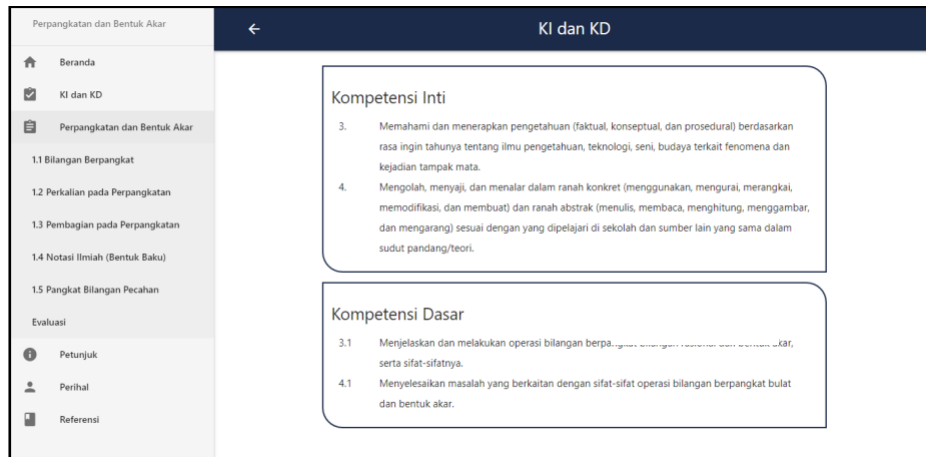 Perpangkatan dan Bentuk Akar
Beranda
KI dan KD
Perpangkatan dan Bentuk Akar
1.1 Bilangan Berpangkat
1.2 Perkalian pada Perpangkatan
1.3 Pembagian pada Perpangkatan
1.4 Notasi Ilmiah (Bentuk Baku)
1.5 Pangkat Bilangan Pecahan
Evaluasi
Petunjuk
Perihal
Referensi
KI dan KD
Kompetensi Inti
3. Memahami dan menerapkan pengetahuan (faktual, konseptual, dan prosedural) berdasarkan
rasa ingin tahunya tentang ilmu pengetahuan, teknologi, seni, budaya terkait fenomena dan
kejadian tampak mata.
4. Mengolah, menyaji, dan menalar dalam ranah konkret (menggunakan, mengurai, merangkai,
memodifikasi, dan membuat) dan ranah abstrak (menulis, membaca, menghitung, menggambar,
dan mengarang) sesuai dengan yang dipelajari di sekolah dan sumber lain yang sama dalam
sudut pandang/teori.
Kompetensi Dasar
3.1 Menjelaskan dan melakukan operasi bilangan
serta sifat-sifatnya.
4.1 Menyelesaikan masalah yang berkaitan dengan sifat-sifat operasi bilangan berpangkat bulat
dan bentuk akar.